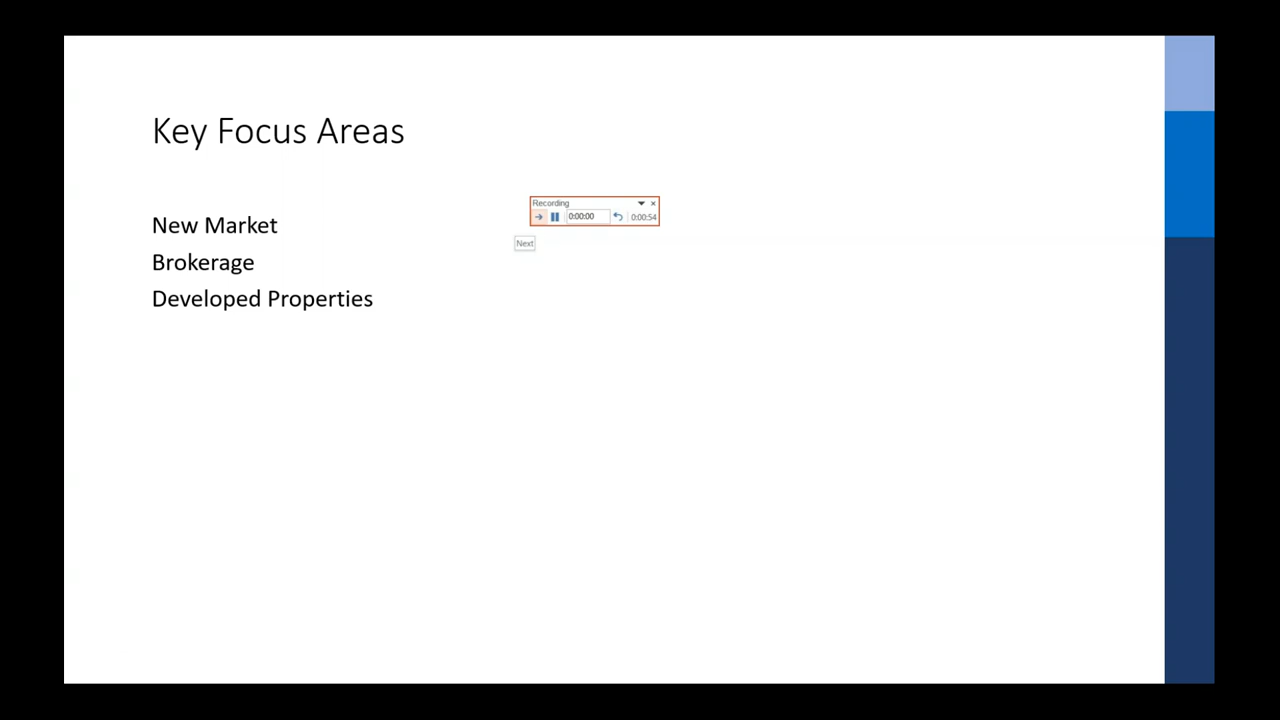 Key Focus Areas
New Market
Brokerage
Developed Properties
Recording
0:00:00 0:00:54
Next